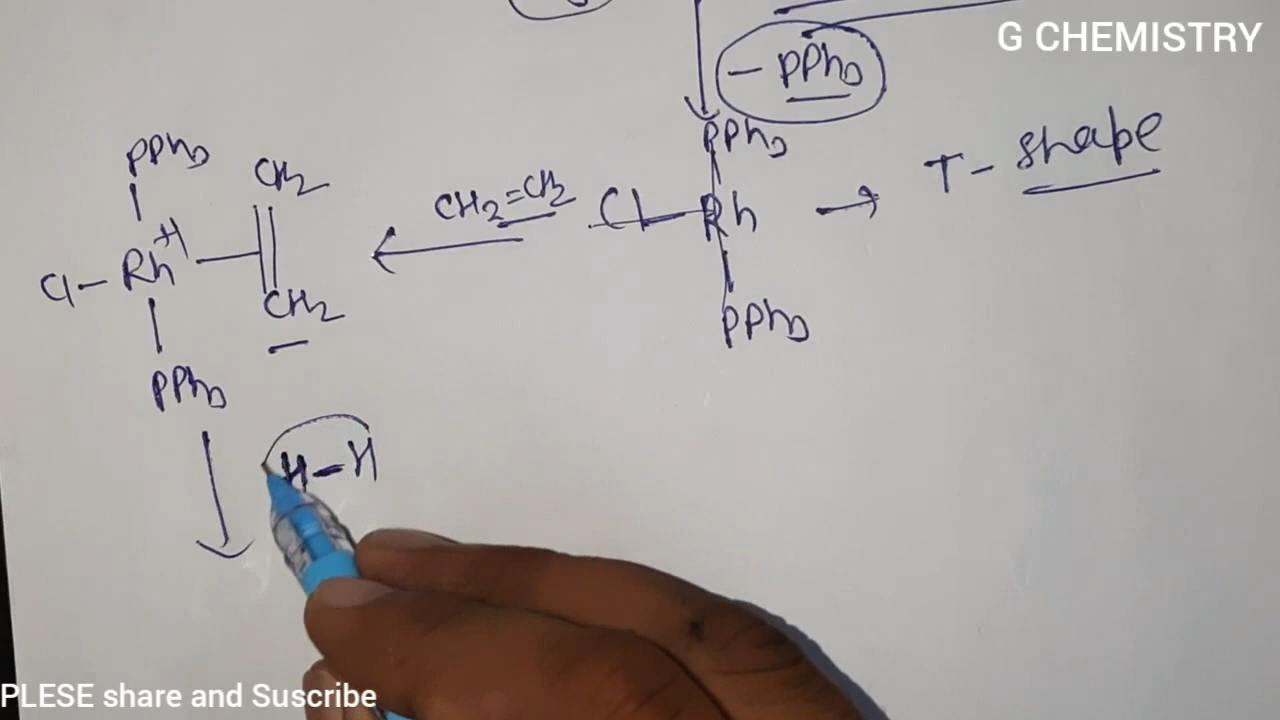 G CHEMISTRY
- PPh3
PPh3
Cl-Rh → T- shape
PPh3
CH2=CH2
PPh3
CH2
Cl-Rh+1
CH2
PPh3
H-H
PLESE share and Suscribe